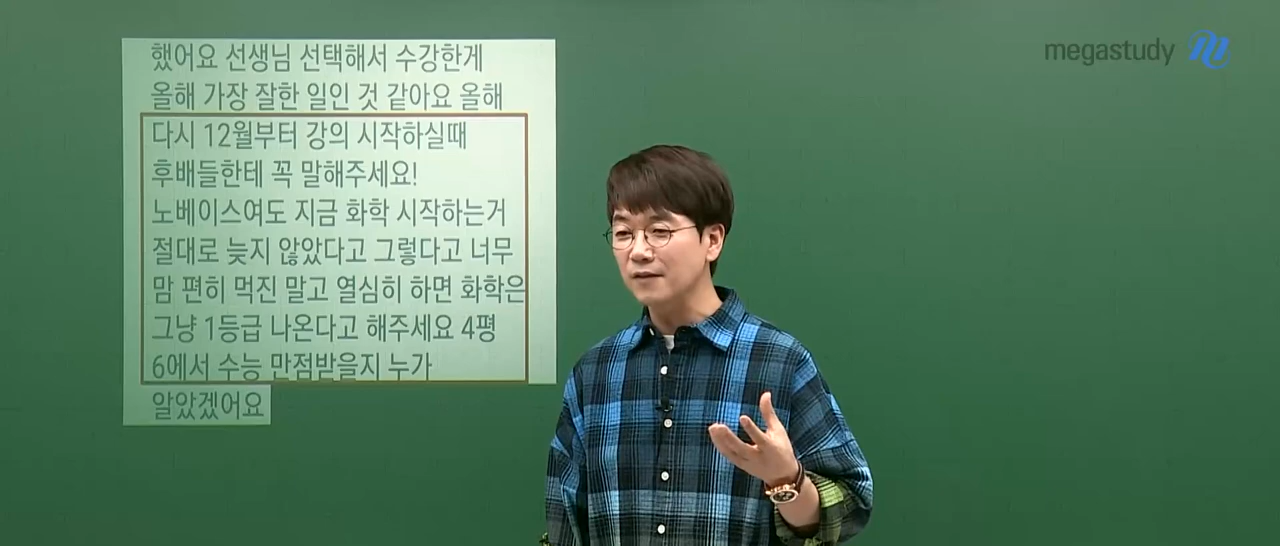 했어요 선생님 선택해서 수강한게
올해 가장 잘한 일인 것 같아요 올해
다시 12월부터 강의 시작하실때
후배들한테 꼭 말해주세요!
노베이스여도 지금 화학 시작하는거
절대로 늦지 않았다고 그렇다고 너무
맘 편히 먹진 말고 열심히 하면 화학은
그냥 1등급 나온다고 해주세요 4평
6에서 수능 만점받을지 누가
알았겠어요
megastudy